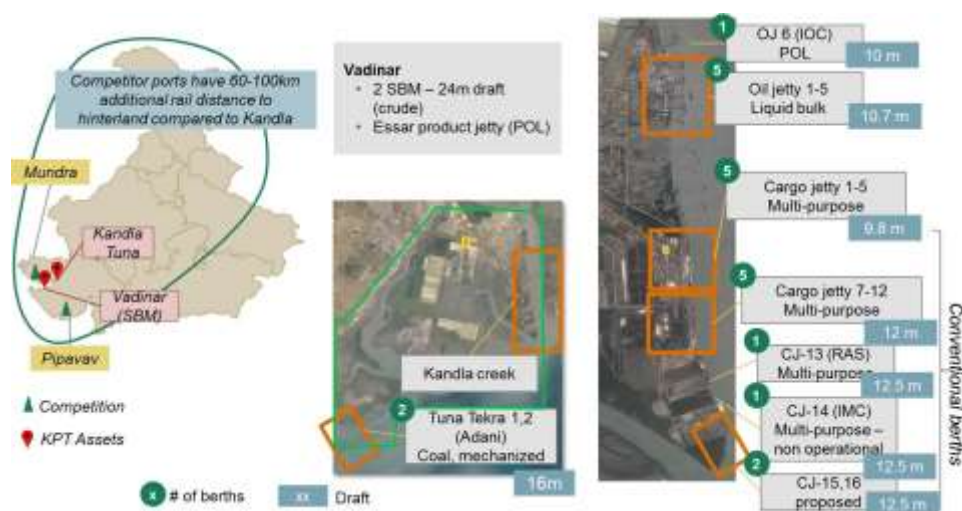 Competitor ports have 60-100km
additional rail distance to
hinterland compared to Kandla
Mundra
Kandla
Tuna
Vadinar
(SBM)
Pipavav
Competition
KPT Assets
Vadinar
• 2 SBM – 24m draft
(crude)
• Essar product jetty (POL)
Kandla creek
2
Tuna Tekra 1,2
(Adani)
Coal, mechanized
16m
x # of berths
xx Draft
1
OJ 6 (IOC)
POL
10 m
5
Oil jetty 1-5
Liquid bulk
10.7 m
5
Cargo jetty 1-5
Multi-purpose
9.8 m
5
Cargo jetty 7-12
Multi-purpose
12 m
1
CJ-13 (RAS)
Multi-purpose
12.5 m
1
CJ-14 (IMC)
Multi-purpose –
non operational
12.5 m
2
CJ-15,16
proposed
12.5 m
Conventional berths